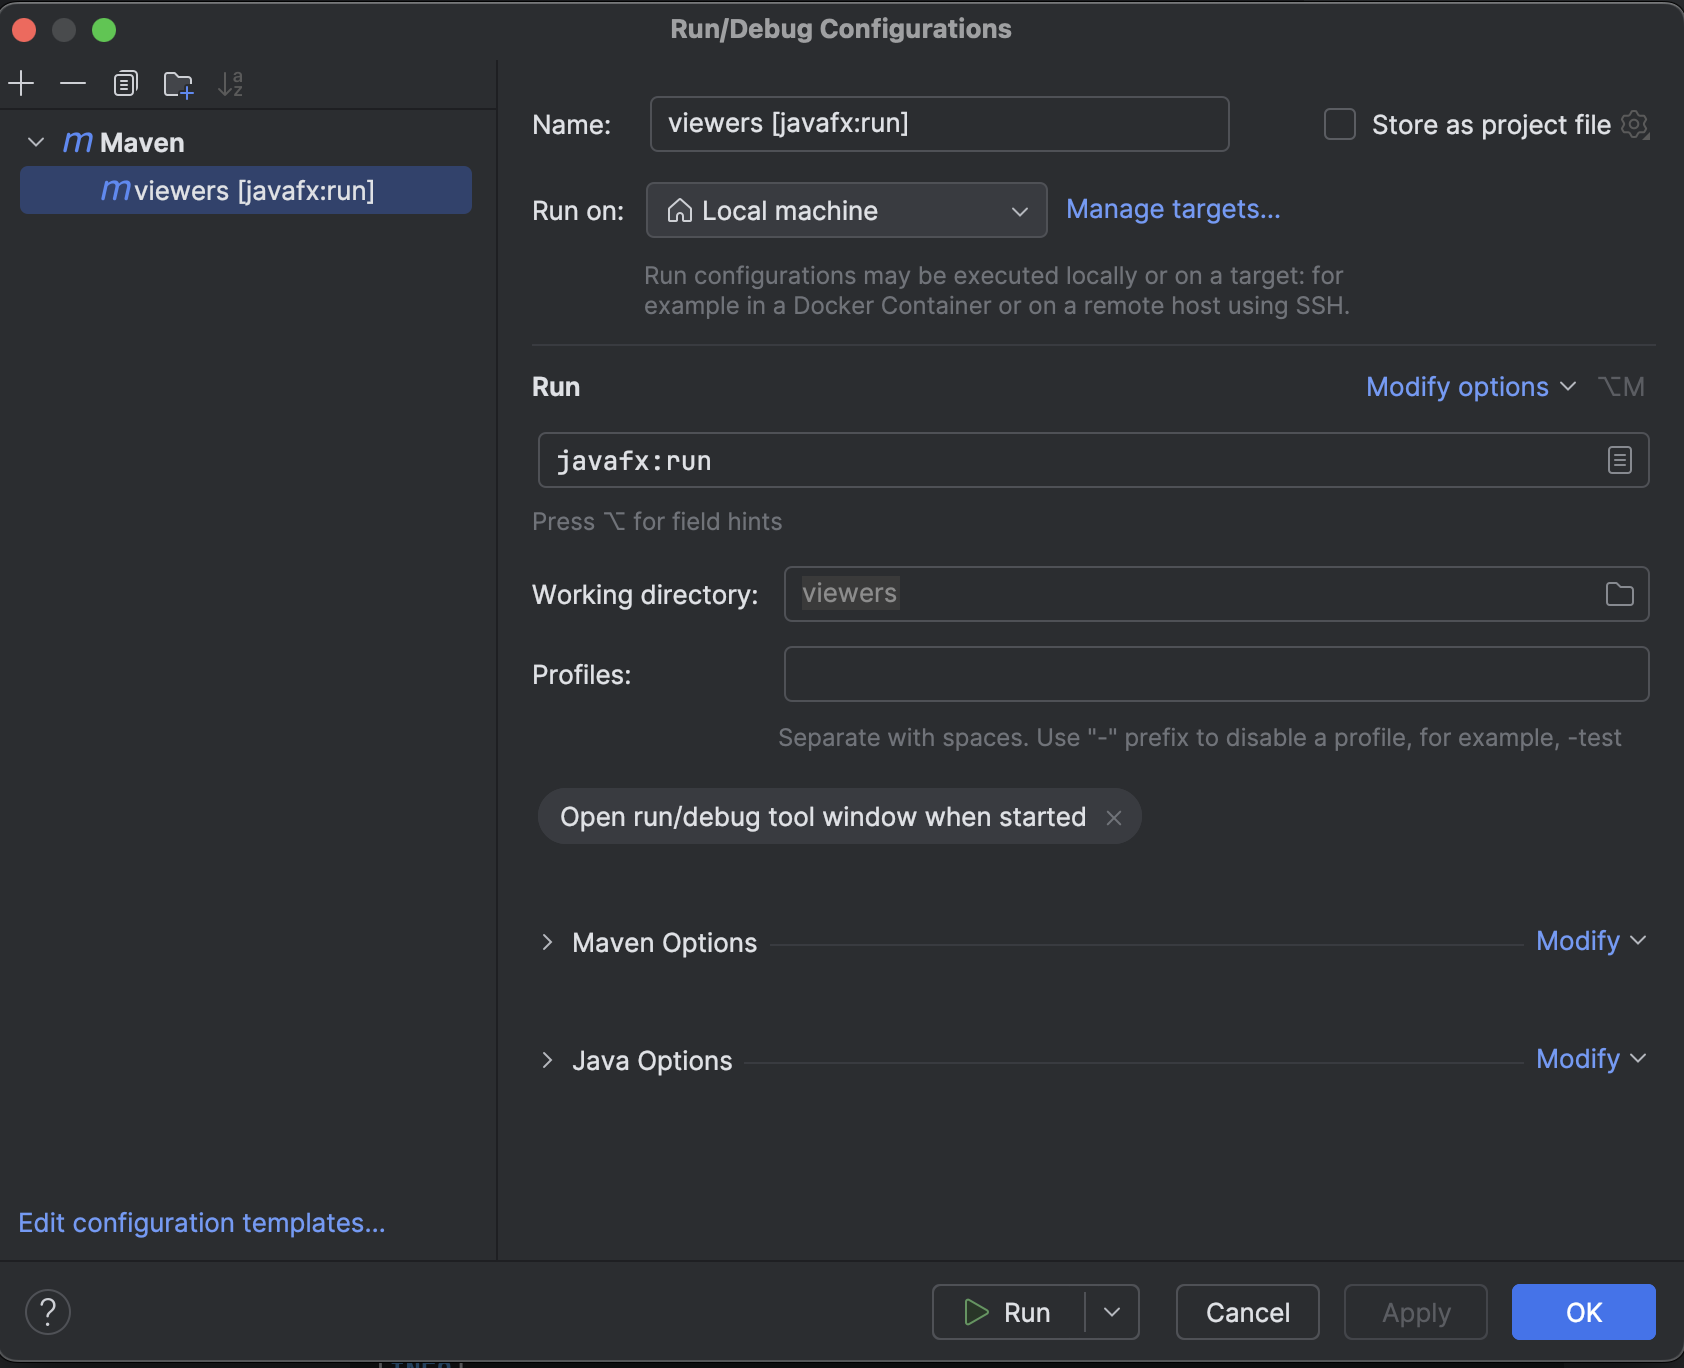 Run/Debug Configurations
Maven
viewers [javafx:run]
Name:
viewers [javafx:run]
Store as project file
Run on:
Local machine
Manage targets...
Run configurations may be executed locally or on a target: for
example in a Docker Container or on a remote host using SSH.
Run
Modify options
⌥M
javafx:run
Press ⌥ for field hints
Working directory:
viewers
Profiles:
Separate with spaces. Use "-" prefix to disable a profile, for example, -test
Open run/debug tool window when started
Maven Options
Modify
Java Options
Modify
Edit configuration templates...
?
Run
Cancel
Apply
OK